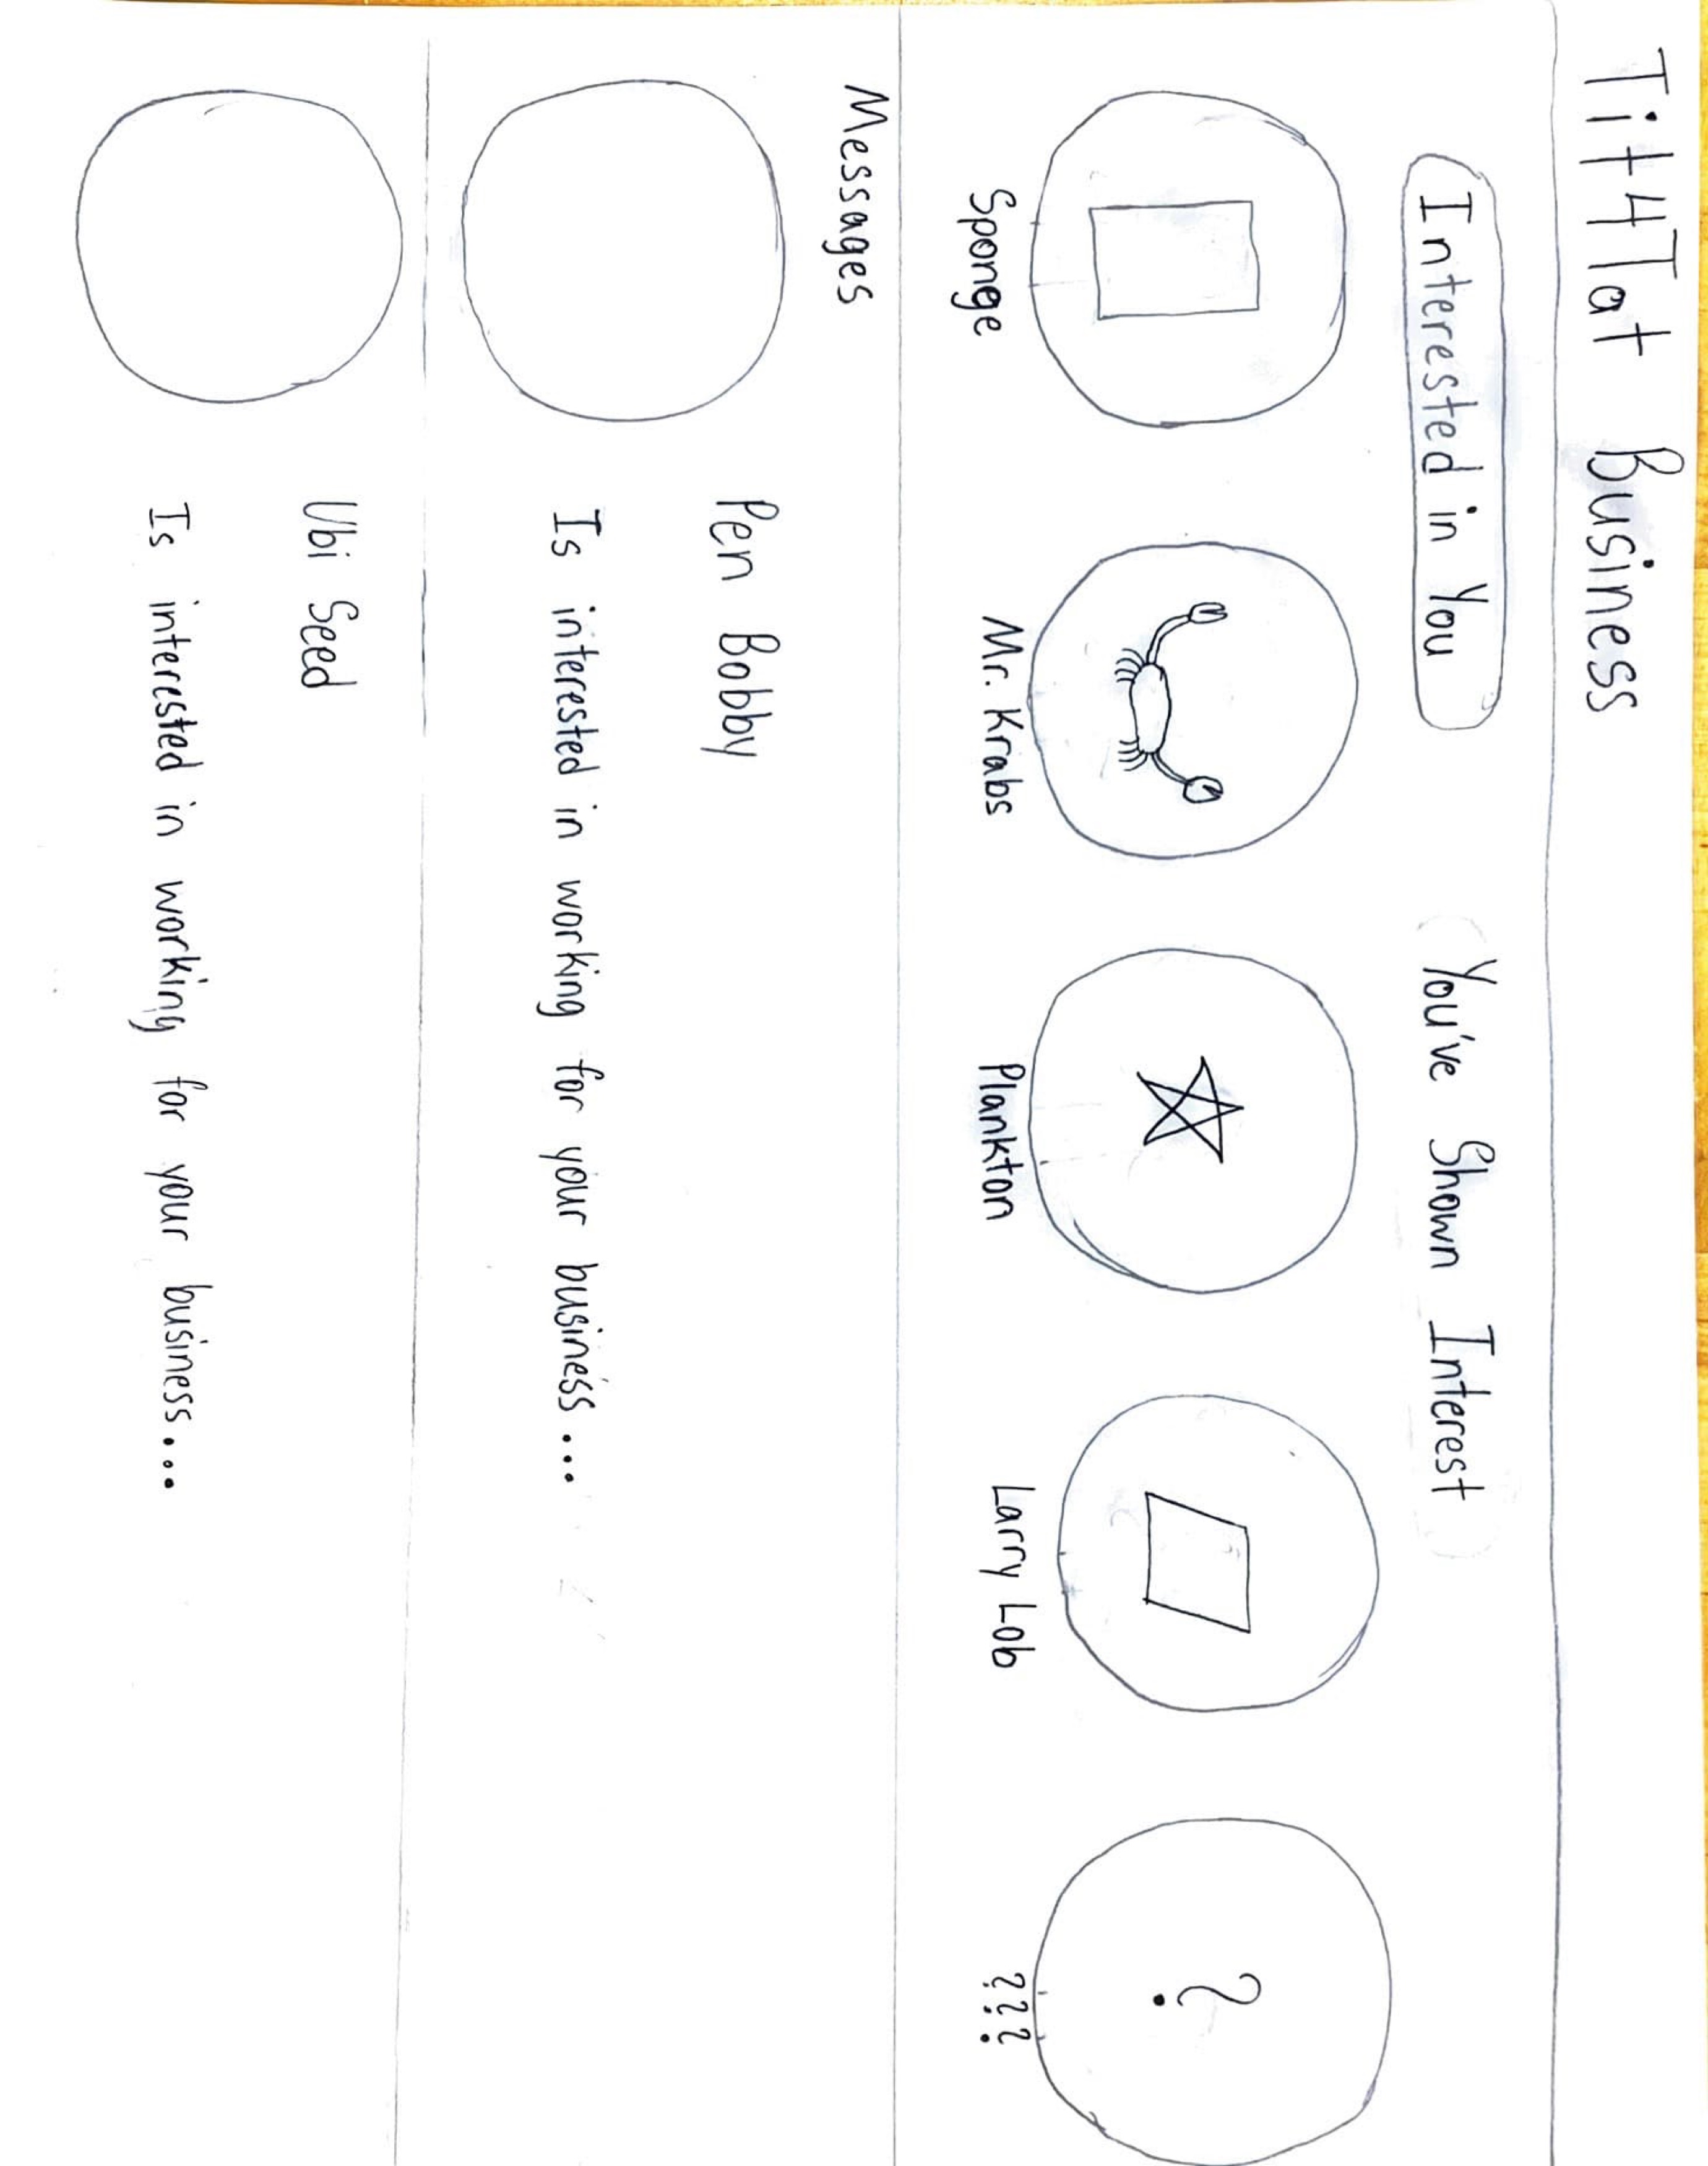 Tit4Tat Business
Interested in You
You've Shown Interest
Sponge
Mr. Krabs
Plankton
Larry Lob
?
???
Messages
Pen Bobby
Is interested in working for your business....
Ubi Seed
Is interested in working for your business....